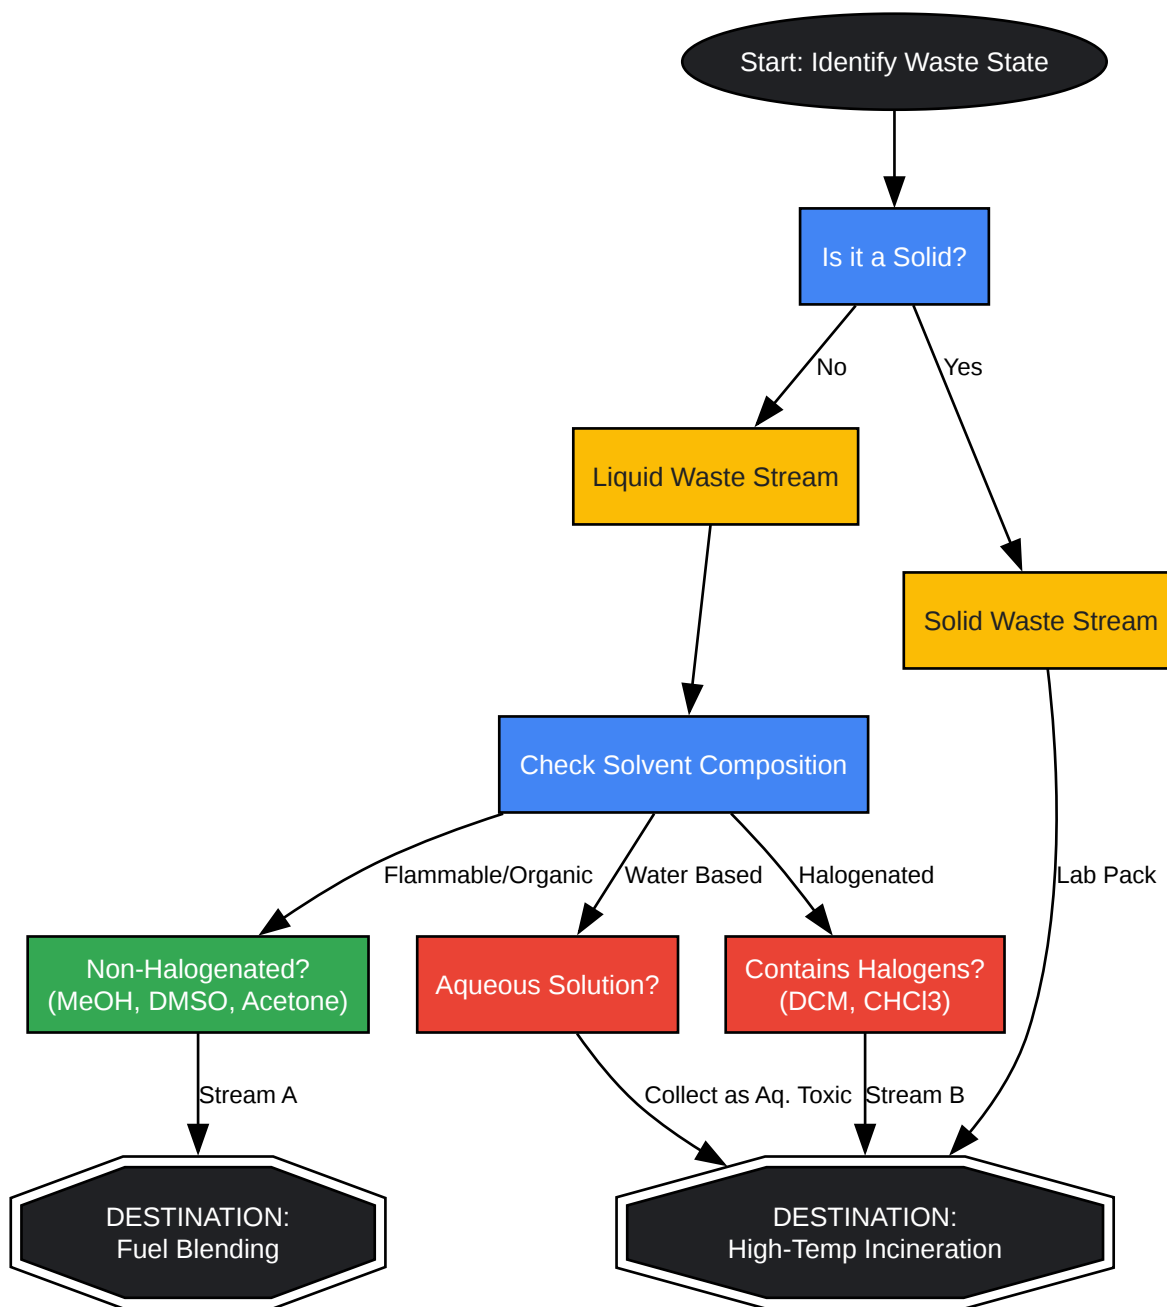 Start: Identify Waste State
Is it a Solid?
No
Yes
Liquid Waste Stream
Solid Waste Stream
Check Solvent Composition
Flammable/Organic
Water Based
Halogenated
Lab Pack
Non-Halogenated?
(MeOH, DMSO, Acetone)
Aqueous Solution?
Contains Halogens?
(DCM, CHCl3)
Stream A
Collect as Aq. Toxic
Stream B
DESTINATION:
Fuel Blending
DESTINATION:
High-Temp Incineration